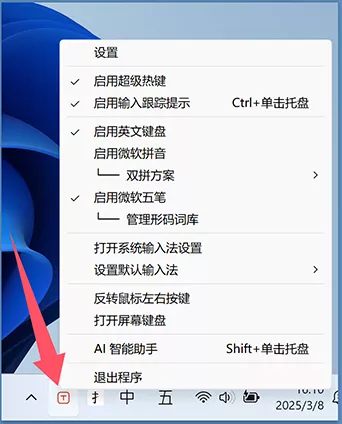 设置
✓ 启用超级热键
✓ 启用输入跟踪提示 Ctrl+单击托盘
✓ 启用英文键盘
启用微软拼音
└── 双拼方案 >
✓ 启用微软五笔
└── 管理形码词库
打开系统输入法设置
设置默认输入法 >
反转鼠标左右按键
打开屏幕键盘
AI 智能助手 Shift+单击托盘
退出程序
中 五
2025/3/8